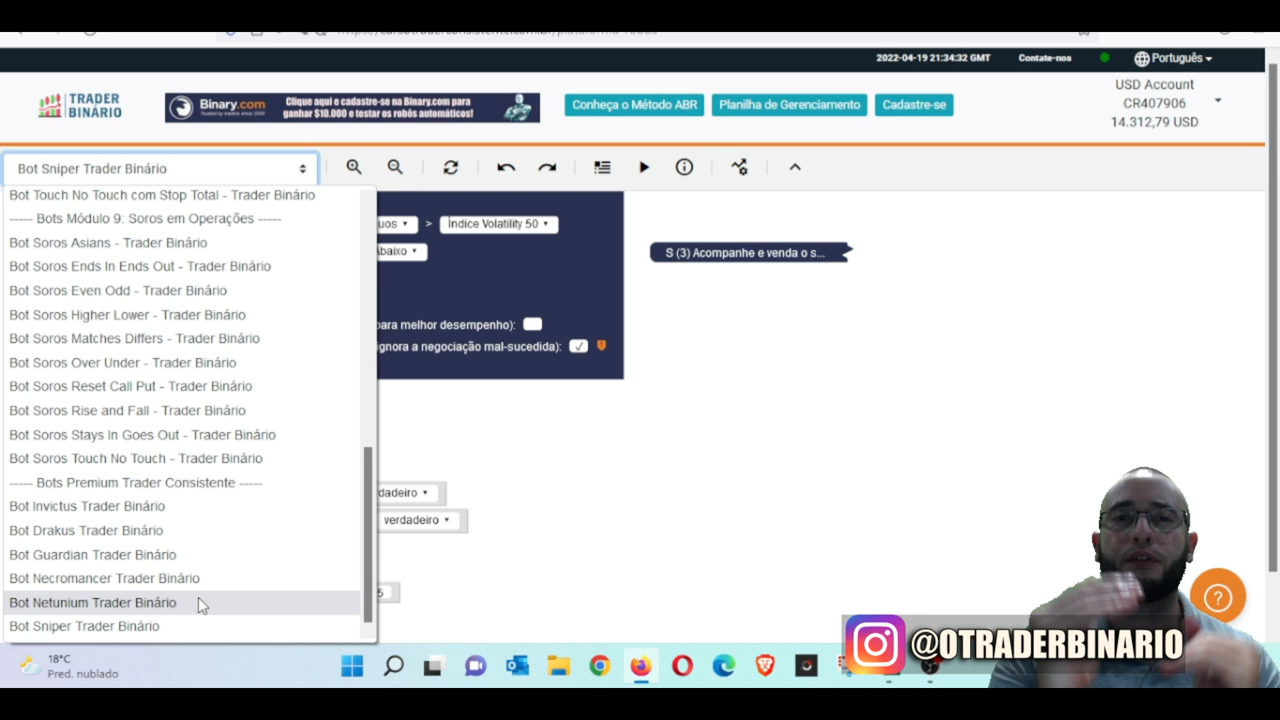 2022-04-19 21:34:32 GMT
Contate-nos
Português
TRADER BINÁRIO
Binary.com
Clique aqui e cadastre-se na Binary.com para
ganhar $10.000 e testar os robôs automáticos!
Conheça o Método ABR
Planilha de Gerenciamento
Cadastre-se
USD Account
CR407906
14.312,79 USD
Bot Sniper Trader Binário
Bot Touch No Touch com Stop Total - Trader Binário
----- Bots Módulo 9: Soros em Operações -----
Bot Soros Asians - Trader Binário
Bot Soros Ends In Ends Out - Trader Binário
Bot Soros Even Odd - Trader Binário
Bot Soros Higher Lower - Trader Binário
Bot Soros Matches Differs - Trader Binário
Bot Soros Over Under - Trader Binário
Bot Soros Reset Call Put - Trader Binário
Bot Soros Rise and Fall - Trader Binário
Bot Soros Stays In Goes Out - Trader Binário
Bot Soros Touch No Touch - Trader Binário
----- Bots Premium Trader Consistente -----
Bot Invictus Trader Binário
Bot Drakus Trader Binário
Bot Guardian Trader Binário
Bot Necromancer Trader Binário
Bot Netunium Trader Binário
Bot Sniper Trader Binário
uos > Índice Volatility 50
baixo
para melhor desempenho):
ignora a negociação mal-sucedida):
S (3) Acompanhe e venda o s...
dadeiro
verdadeiro
5
@OTRADERBINARIO
18°C
Pred. nublado